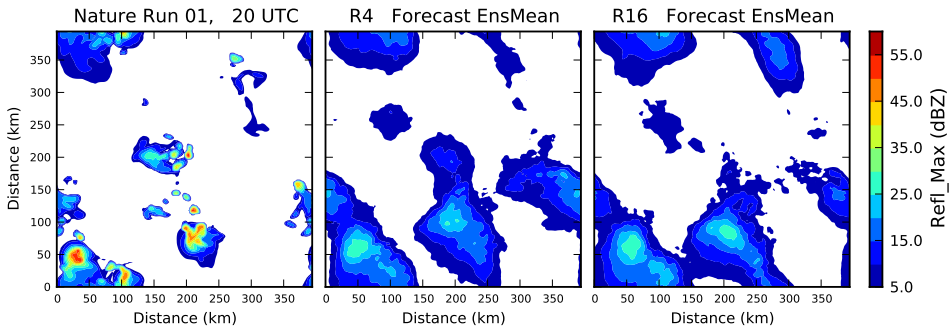 Nature Run 01,   20 UTC
R4   Forecast EnsMean
R16   Forecast EnsMean
Distance (km)
350
300
250
200
150
100
50
0
0 50 100 150 200 250 300 350
0 50 100 150 200 250 300 350
0 50 100 150 200 250 300 350
Distance (km)
Distance (km)
Distance (km)
55.0
45.0
35.0
25.0
15.0
5.0
Refl_Max (dBZ)